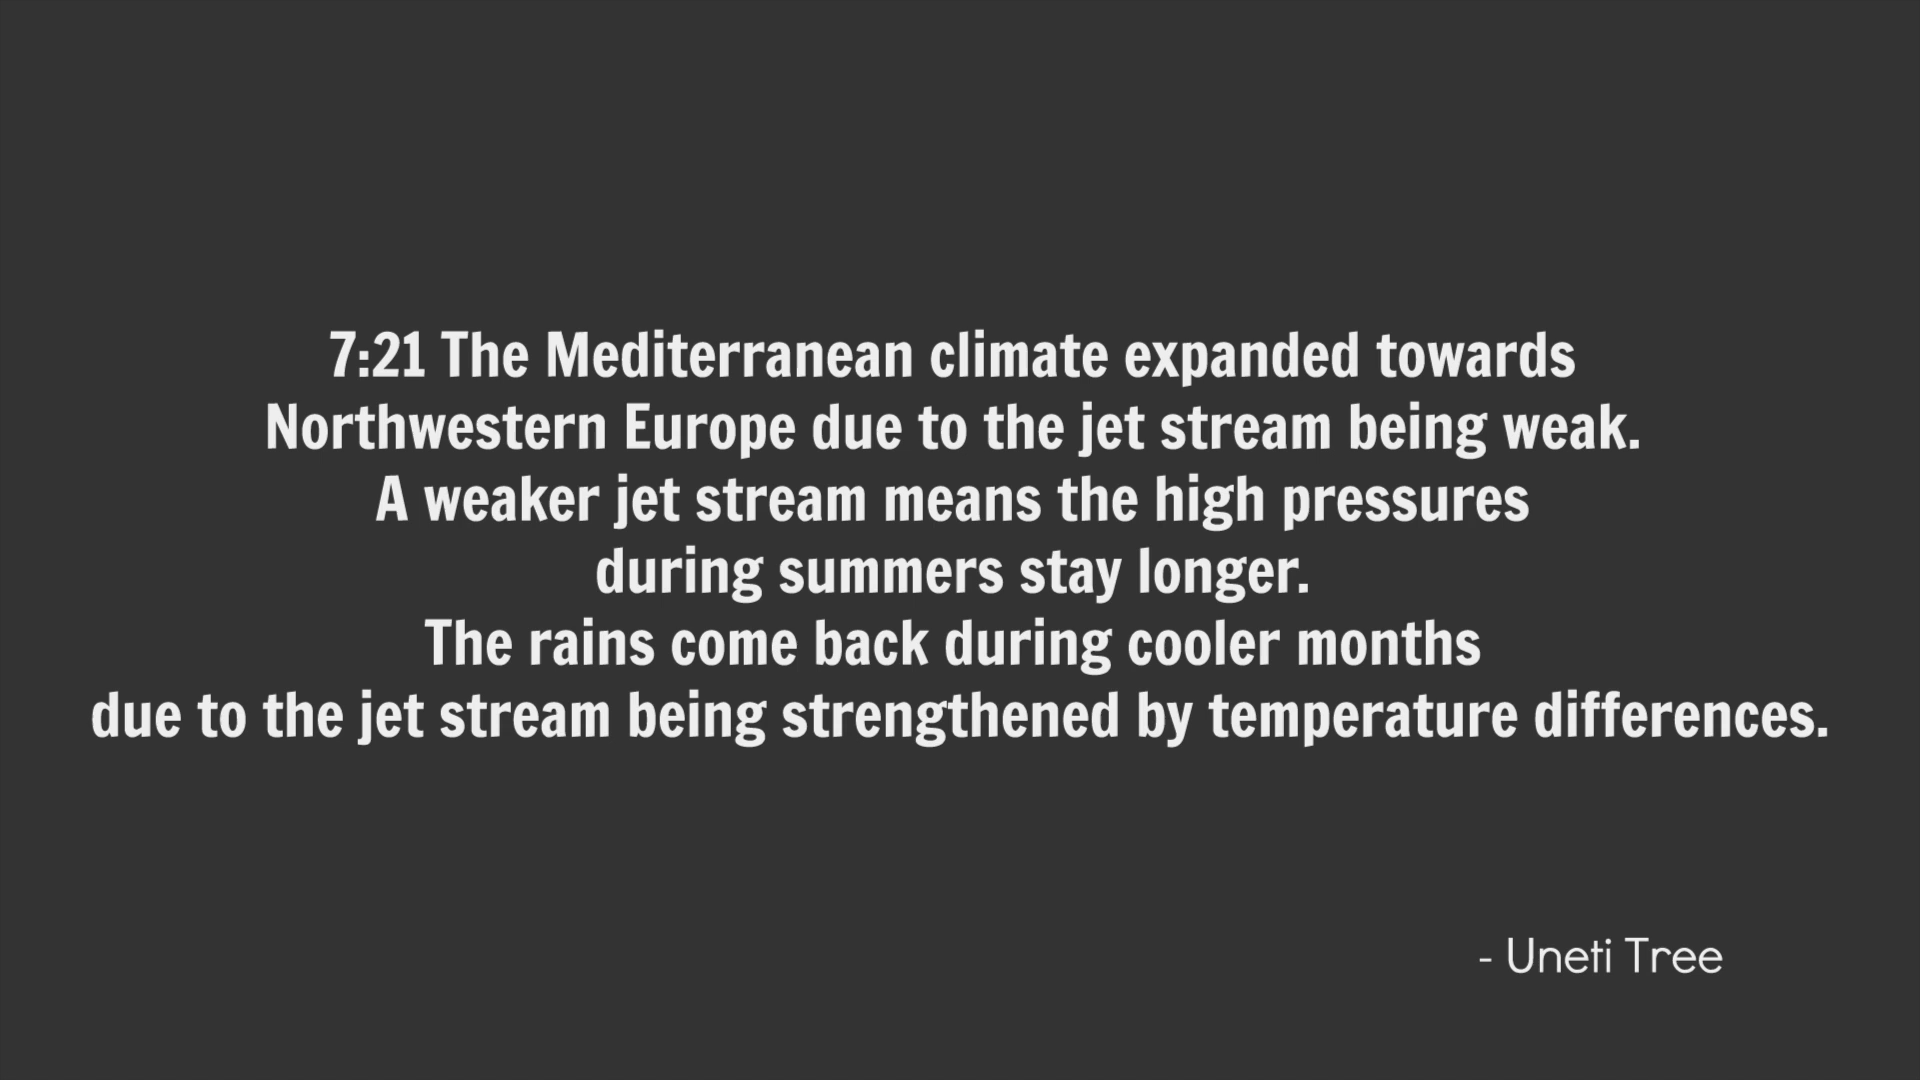 7:21 The Mediterranean climate expanded towards
Northwestern Europe due to the jet stream being weak.
A weaker jet stream means the high pressures
during summers stay longer.
The rains come back during cooler months
due to the jet stream being strengthened by temperature differences.
- Uneti Tree